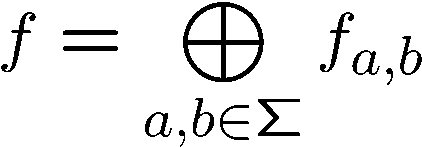 f = ⨁_{a,b∈Σ} f_{a,b}